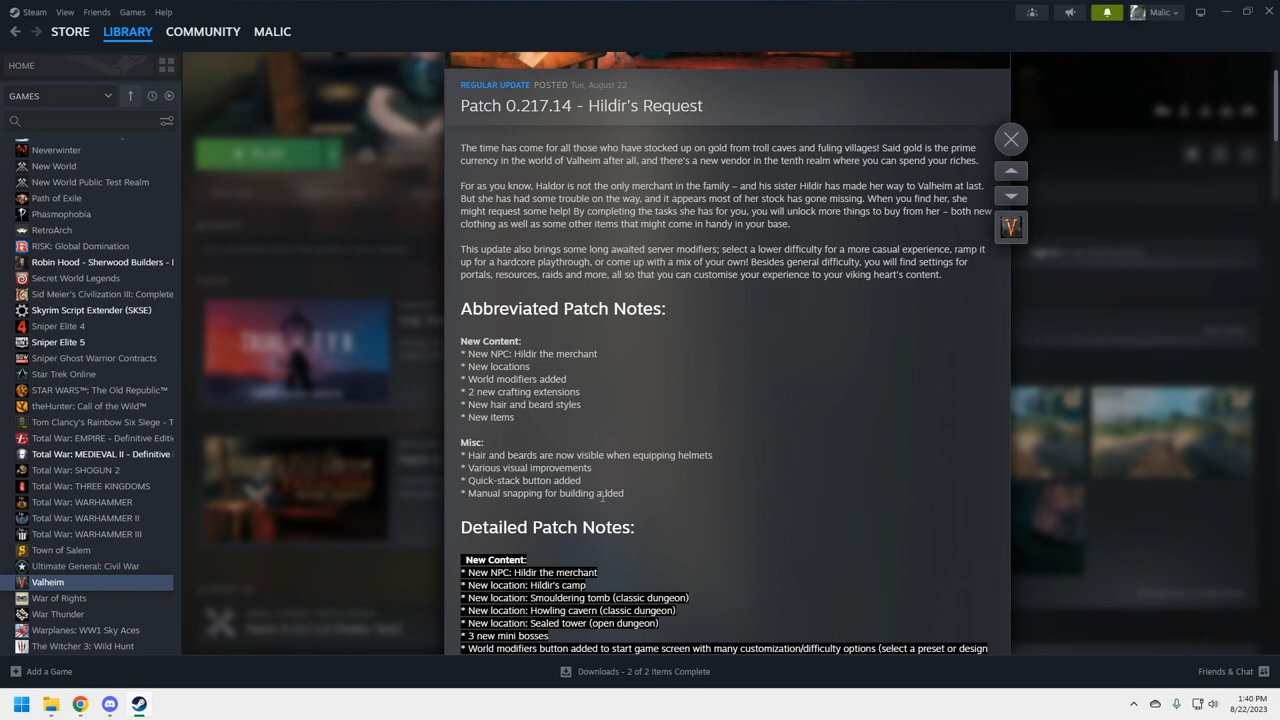 Steam View Friends Games Help
Malic
STORE LIBRARY COMMUNITY MALIC
HOME
GAMES
Neverwinter
New World
New World Public Test Realm
Path of Exile
Phasmophobia
RetroArch
RISK: Global Domination
Robin Hood - Sherwood Builders -
Secret World Legends
Sid Meier's Civilization III: Complete
Skyrim Script Extender (SKSE)
Sniper Elite 4
Sniper Elite 5
Sniper Ghost Warrior Contracts
Star Trek Online
STAR WARS™: The Old Republic™
theHunter: Call of the Wild™
Tom Clancy's Rainbow Six Siege - T
Total War: EMPIRE - Definitive Editi
Total War: MEDIEVAL II - Definitive
Total War: SHOGUN 2
Total War: THREE KINGDOMS
Total War: WARHAMMER
Total War: WARHAMMER II
Total War: WARHAMMER III
Town of Salem
Ultimate General: Civil War
Valheim
War of Rights
War Thunder
Warplanes: WW1 Sky Aces
The Witcher 3: Wild Hunt
REGULAR UPDATE POSTED Tue, August 22
Patch 0.217.14 - Hildir's Request
The time has come for all those who have stocked up on gold from troll caves and fuling villages! Said gold is the prime
currency in the world of Valheim after all, and there's a new vendor in the tenth realm where you can spend your riches.
For as you know, Haldor is not the only merchant in the family – and his sister Hildir has made her way to Valheim at last.
But she has had some trouble on the way, and it appears most of her stock has gone missing. When you find her, she
might request some help! By completing the tasks she has for you, you will unlock more things to buy from her – both new
clothing as well as some other items that might come in handy in your base.
This update also brings some long awaited server modifiers; select a lower difficulty for a more casual experience, ramp it
up for a hardcore playthrough, or come up with a mix of your own! Besides general difficulty, you will find settings for
portals, resources, raids and more, all so that you can customise your experience to your viking heart's content.
Abbreviated Patch Notes:
New Content:
* New NPC: Hildir the merchant
* New locations
* World modifiers added
* 2 new crafting extensions
* New hair and beard styles
* New items
Misc:
* Hair and beards are now visible when equipping helmets
* Various visual improvements
* Quick-stack button added
* Manual snapping for building added
Detailed Patch Notes:
New Content:
* New NPC: Hildir the merchant
* New location: Hildir's camp
* New location: Smouldering tomb (classic dungeon)
* New location: Howling cavern (classic dungeon)
* New location: Sealed tower (open dungeon)
* 3 new mini bosses
* World modifiers button added to start game screen with many customization/difficulty options (select a preset or design
Add a Game
Downloads - 2 of 2 Items Complete
Friends & Chat
1:40 PM
8/22/2023